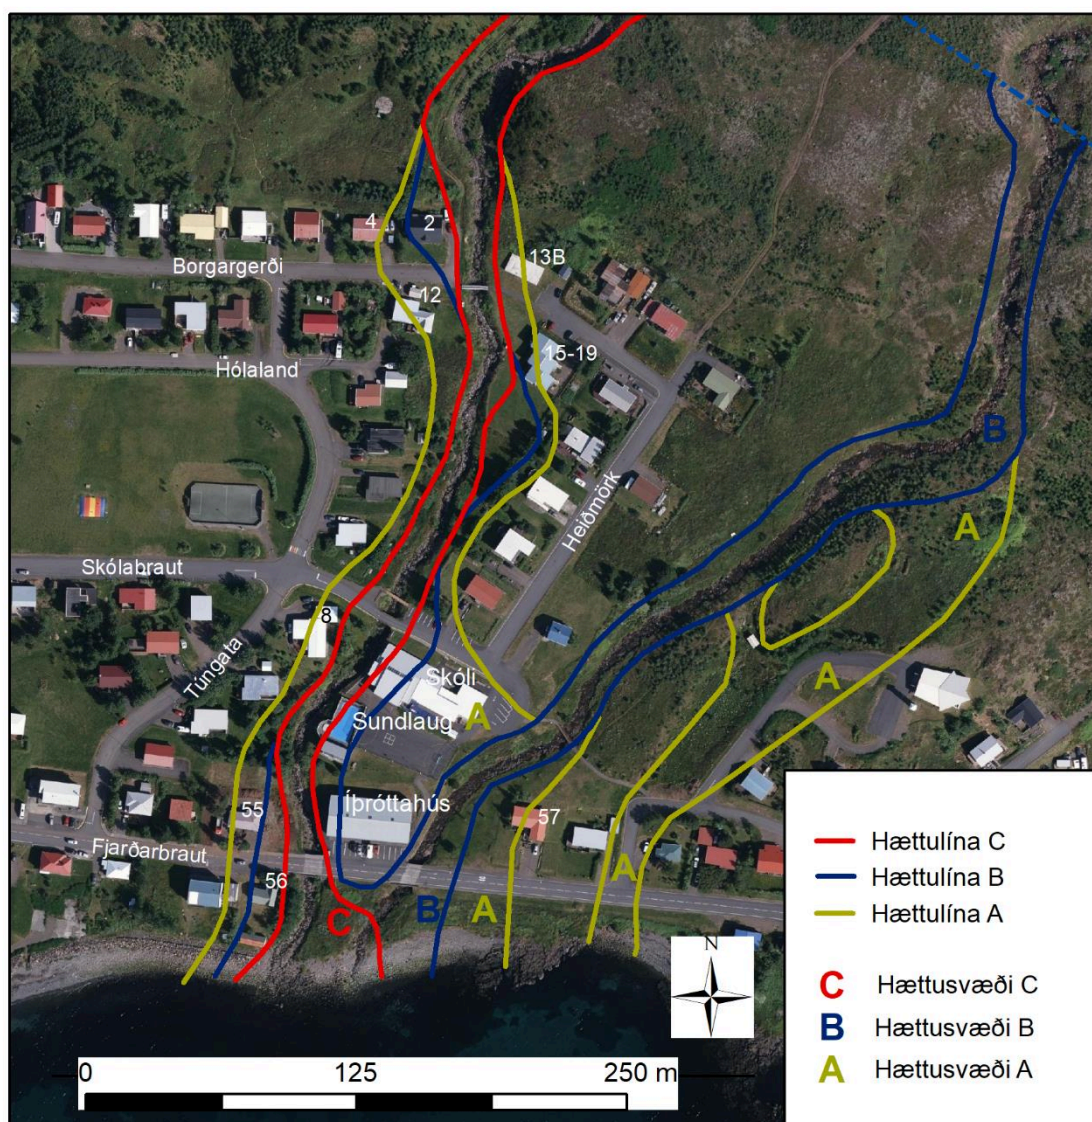 4
2
Borgargerði
13B
12
15-19
Hólaland
B
Heiðmörk
A
Skólabraut
8
Túngata
Skóli
A
A
Sundlaug
55
Íþróttahús
57
Fjarðarbraut
56
A
C
B
A
N
Hættulína C
Hættulína B
Hættulína A
C Hættusvæði C
B Hættusvæði B
A Hættusvæði A
0 125 250 m